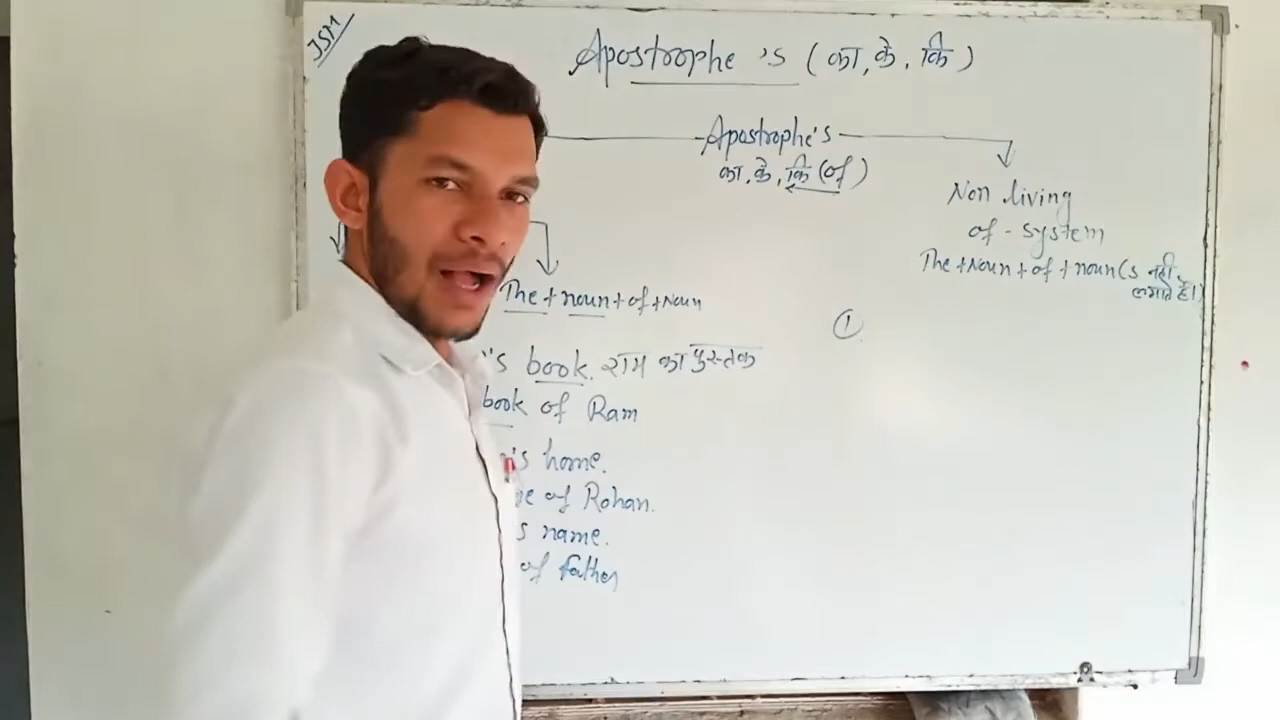 JSM
Apostrophe 's (का, के, कि)
Apostrophe's
का, के, कि (of)
Non living
of - system
The + Noun + of + noun (s नही
लगाते है।)
The + noun + of + Noun
①
's book. राम का पुस्तक
book of Ram
's home.
of Rohan.
s name.
of father